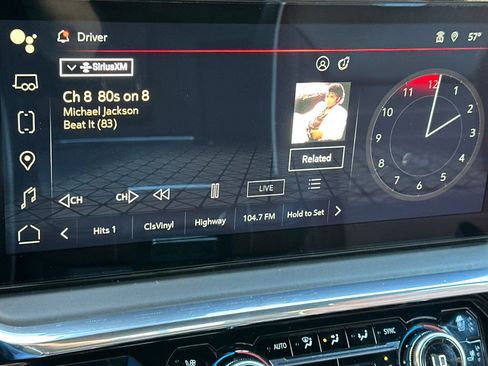 Driver
57°
SiriusXM
Ch 8 80s on 8
Michael Jackson
Beat It (83)
Related
CH
CH
LIVE
Hits 1
ClsVinyl
Highway
104.7 FM
Hold to Set
12
1
2
3
4
5
6
7
8
9
10
11
AUTO
SYNC